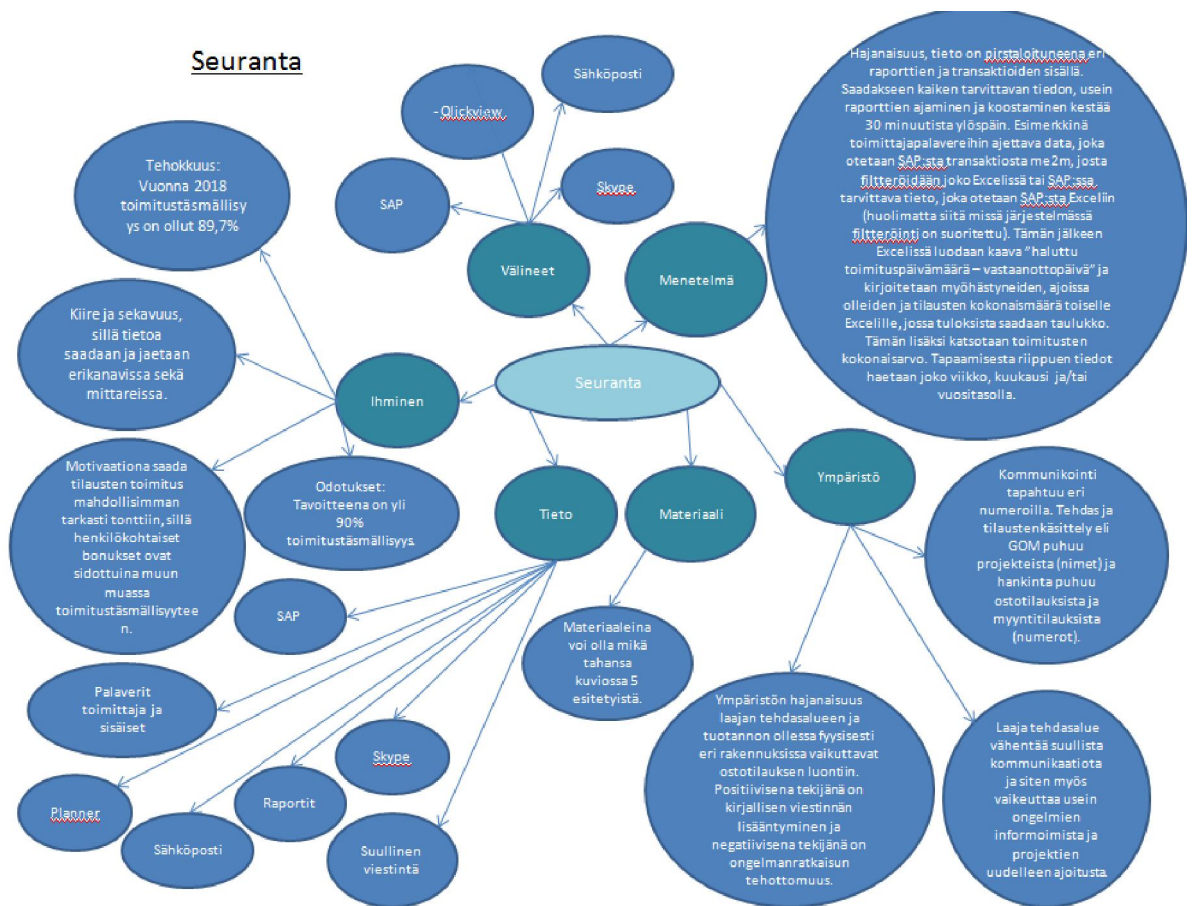 Seuranta
Sähköposti
- Qlickview
Skype
SAP
Välineet
Menetelmä
Hajanaisuus, tieto on pirstaloituneena eri
raporttien ja transaktioiden sisällä.
Saadakseen kaiken tarvittavan tiedon, usein
raporttien ajaminen ja koostaminen kestää
30 minuutista ylöspäin. Esimerkkinä
toimittajapalavereihin ajettava data, joka
otetaan SAP:sta transaktiosta me2m, josta
filtteröidään joko Excelissä tai SAP:ssa
tarvittava tieto, joka otetaan SAP:sta Exceliin
(huolimatta siitä missä järjestelmässä
filtteröinti on suoritettu). Tämän jälkeen
Excelissä luodaan kaava "haluttu
toimituspäivämäärä – vastaanottopäivä" ja
kirjoitetaan myöhästyneiden, ajoissa
olleiden ja tilausten kokonaismäärä toiselle
Excelille, jossa tuloksista saadaan taulukko.
Tämän lisäksi katsotaan toimitusten
kokonaisarvo. Tapaamisesta riippuen tiedot
haetaan joko viikko, kuukausi ja/tai
vuositasolla.
Tehokkuus:
Vuonna 2018
toimitustäsmällisy
ys on ollut 89,7%
Kiire ja sekavuus,
sillä tietoa
saadaan ja jaetaan
erikanavissa sekä
mittareissa.
Ihminen
Seuranta
Motivaationa saada
tilausten toimitus
mahdollisimman
tarkasti tonttiin, sillä
henkilökohtaiset
bonukset ovat
sidottuina muun
muassa
toimitustäsmällisyytee
n.
Odotukset:
Tavoitteena on yli
90%
toimitustäsmällisyys.
Tieto
Materiaali
Ympäristö
Kommunikointi
tapahtuu eri
numeroilla. Tehdas ja
tilaustenkäsittely eli
GOM puhuu
projekteista (nimet) ja
hankinta puhuu
ostotilauksista ja
myyntitilauksista
(numerot).
SAP
Materiaaleina
voi olla mikä
tahansa
kuviossa 5
esitetyistä.
Palaverit
toimittaja ja
sisäiset
Planner
Sähköposti
Raportit
Skype
Suullinen
viestintä
Ympäristön hajanaisuus
laajan tehdasalueen ja
tuotannon ollessa fyysisesti
eri rakennuksissa vaikuttavat
ostotilauksen luontiin.
Positiivisena tekijänä on
kirjallisen viestinnän
lisääntyminen ja
negatiivisena tekijänä on
ongelmanratkaisun
tehottomuus.
Laaja tehdasalue
vähentää suullista
kommunikaatiota
ja siten myös
vaikeuttaa usein
ongelmien
informoimista ja
projektien
uudelleen ajoitusta.